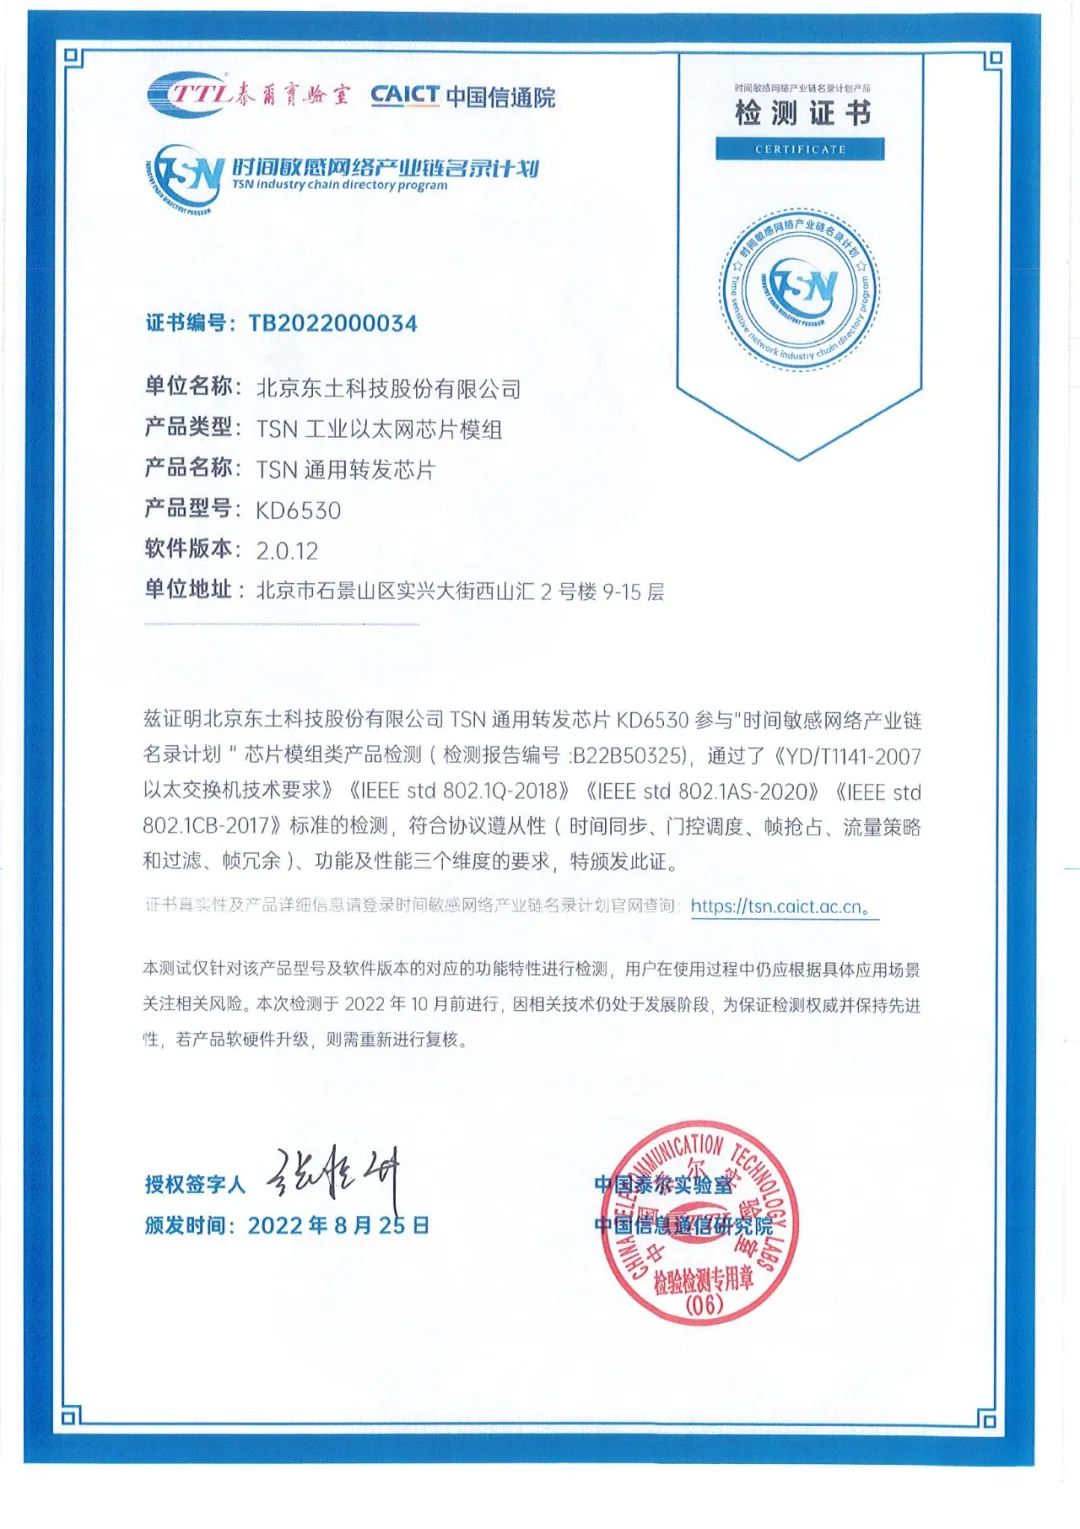 TTL泰尔实验室 CAICT 中国信通院
TSN 时间敏感网络产业链名录计划
TSN industry chain directory program
INDUSTRY CHAIN DIRECTORY PROGRAM
时间敏感网络产业链名录计划产品
检测证书
CERTIFICATE
时间敏感网络产业链名录计划
TSN
INDUSTRY CHAIN DIRECTORY PROGRAM
Time sensitive network industry chain directory program
证书编号：TB2022000034
单位名称：北京东土科技股份有限公司
产品类型：TSN 工业以太网芯片模组
产品名称：TSN 通用转发芯片
产品型号：KD6530
软件版本：2.0.12
单位地址：北京市石景山区实兴大街西山汇 2 号楼 9-15 层
兹证明北京东土科技股份有限公司 TSN 通用转发芯片 KD6530 参与"时间敏感网络产业链
名录计划 " 芯片模组类产品检测 ( 检测报告编号 :B22B50325)，通过了《YD/T1141-2007
以太交换机技术要求》《IEEE std 802.1Q-2018》《IEEE std 802.1AS-2020》《IEEE std
802.1CB-2017》标准的检测，符合协议遵从性 ( 时间同步、门控调度、帧抢占、流量策略
和过滤、帧冗余 )、功能及性能三个维度的要求，特颁发此证。
证书真实性及产品详细信息请登录时间敏感网络产业链名录计划官网查询：https://tsn.caict.ac.cn。
本测试仅针对该产品型号及软件版本的对应的功能特性进行检测，用户在使用过程中仍应根据具体应用场景
关注相关风险。本次检测于 2022 年 10 月前进行，因相关技术仍处于发展阶段，为保证检测权威并保持先进
性，若产品软硬件升级，则需重新进行复核。
授权签字人
颁发时间：2022 年 8 月 25 日
中国泰尔实验室
中国信息通信研究院
CHINA TELECOMMUNICATION TECHNOLOGY LABS
中国泰尔实验室
TTL
检验检测专用章
(06)